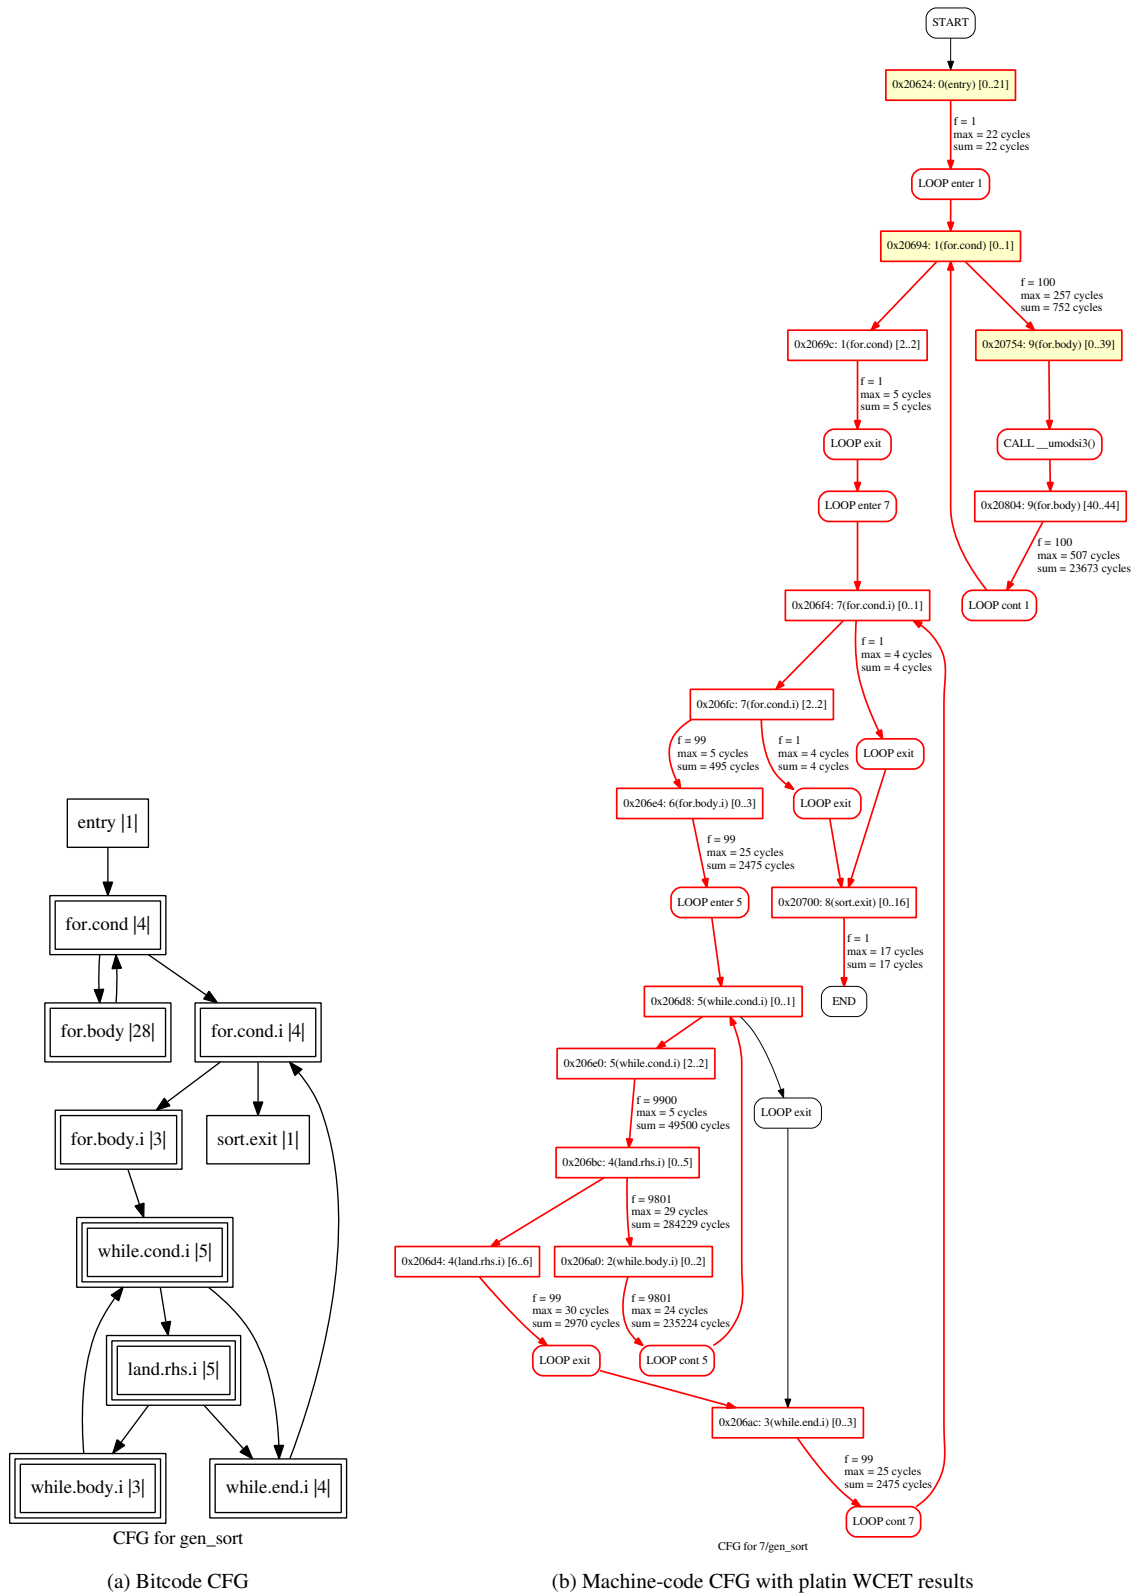 START
0x20624: 0(entry) [0..21]
f = 1
max = 22 cycles
sum = 22 cycles
LOOP enter 1
0x20694: 1(for.cond) [0..1]
f = 100
max = 257 cycles
sum = 752 cycles
0x2069c: 1(for.cond) [2..2]
0x20754: 9(for.body) [0..39]
f = 1
max = 5 cycles
sum = 5 cycles
LOOP exit
CALL __umodsi3()
LOOP enter 7
0x20804: 9(for.body) [40..44]
f = 100
max = 507 cycles
sum = 23673 cycles
0x206f4: 7(for.cond.i) [0..1]
LOOP cont 1
f = 1
max = 4 cycles
sum = 4 cycles
0x206fc: 7(for.cond.i) [2..2]
f = 99
max = 5 cycles
sum = 495 cycles
f = 1
max = 4 cycles
sum = 4 cycles
LOOP exit
0x206e4: 6(for.body.i) [0..3]
LOOP exit
f = 99
max = 25 cycles
sum = 2475 cycles
LOOP enter 5
0x20700: 8(sort.exit) [0..16]
f = 1
max = 17 cycles
sum = 17 cycles
0x206d8: 5(while.cond.i) [0..1]
END
0x206e0: 5(while.cond.i) [2..2]
f = 9900
max = 5 cycles
sum = 49500 cycles
LOOP exit
0x206bc: 4(land.rhs.i) [0..5]
f = 9801
max = 29 cycles
sum = 284229 cycles
0x206d4: 4(land.rhs.i) [6..6]
0x206a0: 2(while.body.i) [0..2]
f = 99
max = 30 cycles
sum = 2970 cycles
f = 9801
max = 24 cycles
sum = 235224 cycles
LOOP exit
LOOP cont 5
0x206ac: 3(while.end.i) [0..3]
f = 99
max = 25 cycles
sum = 2475 cycles
LOOP cont 7
CFG for 7/gen_sort
entry |1|
for.cond |4|
for.body |28|
for.cond.i |4|
for.body.i |3|
sort.exit |1|
while.cond.i |5|
land.rhs.i |5|
while.body.i |3|
while.end.i |4|
CFG for gen_sort
(a) Bitcode CFG
(b) Machine-code CFG with platin WCET results